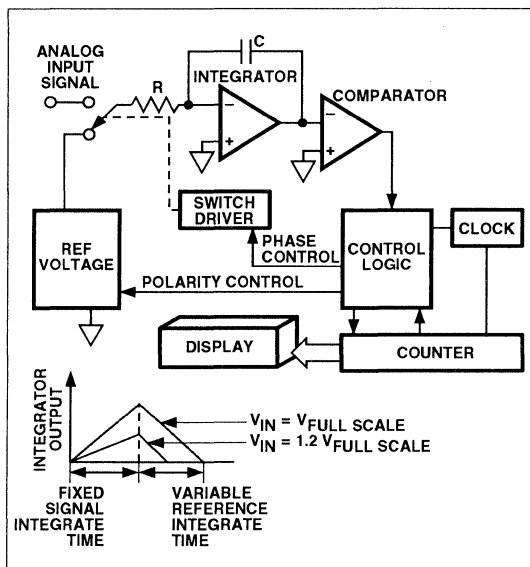 C
ANALOG
INPUT
SIGNAL
R
INTEGRATOR
COMPARATOR
–
+
–
+
SWITCH
DRIVER
REF
VOLTAGE
PHASE
CONTROL
CONTROL
LOGIC
CLOCK
POLARITY CONTROL
DISPLAY
COUNTER
INTEGRATOR
OUTPUT
VIN = VFULL SCALE
VIN = 1.2 VFULL SCALE
FIXED
SIGNAL
INTEGRATE
TIME
VARIABLE
REFERENCE
INTEGRATE
TIME